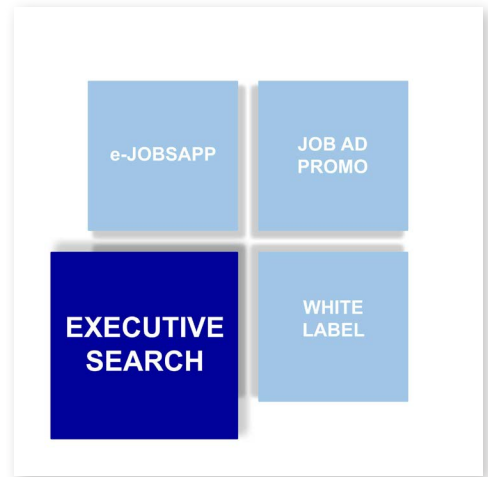 e-JOBSAPP
JOB AD
PROMO
EXECUTIVE
SEARCH
WHITE
LABEL